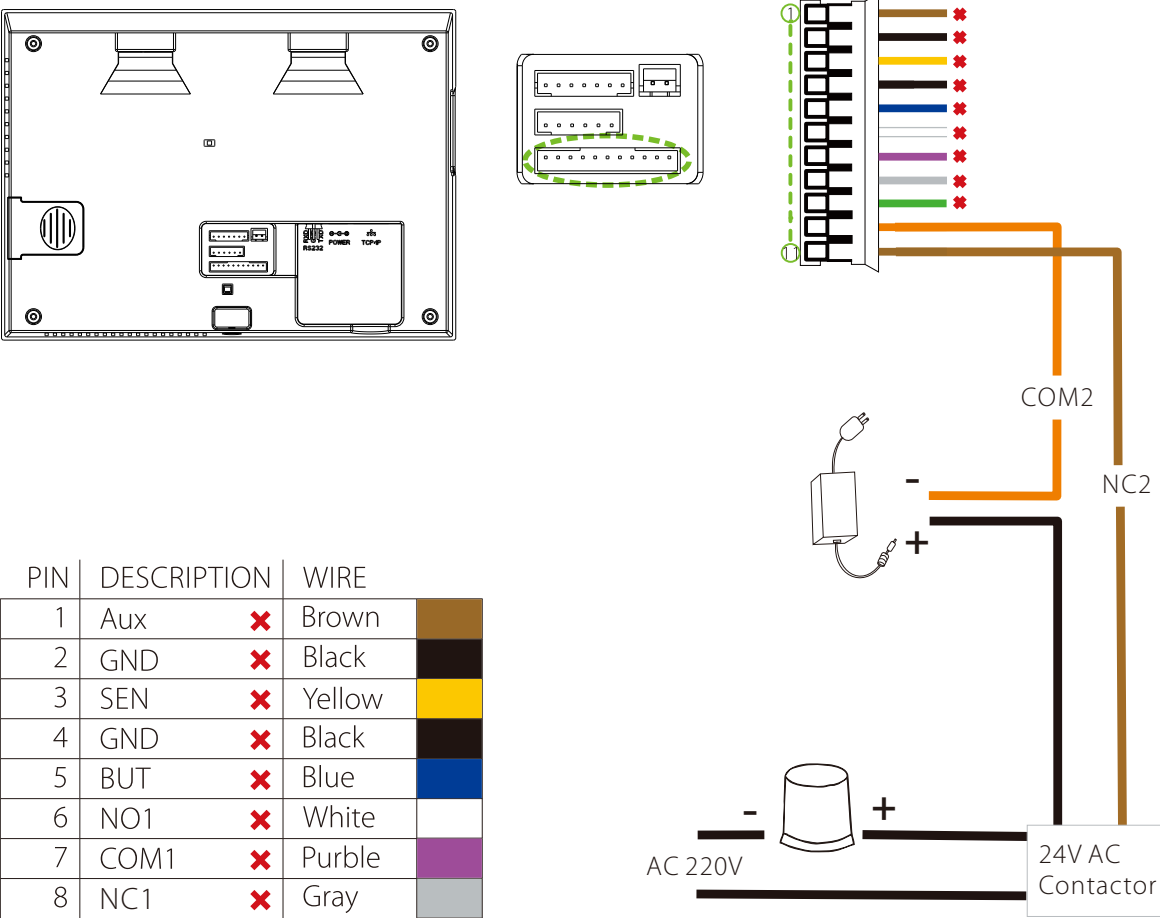 1
11
RS232
POWER
TCP-IP
COM2
NC2
-
+
PIN DESCRIPTION WIRE
1 Aux Brown
2 GND Black
3 SEN Yellow
4 GND Black
5 BUT Blue
6 NO1 White
7 COM1 Purble
8 NC1 Gray
- +
AC 220V
24V AC
Contactor